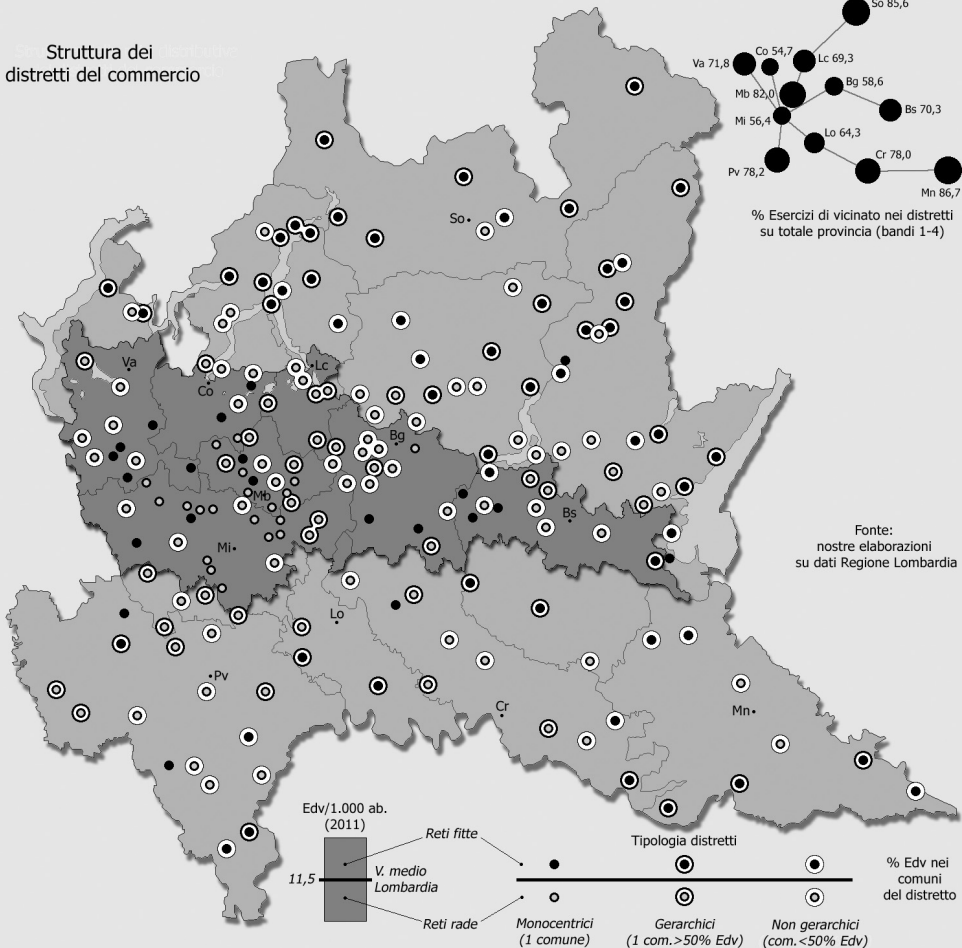 Struttura dei
distretti del commercio
So 85,6
Co 54,7
Va 71,8
Lc 69,3
Bg 58,6
Mb 82,0
Bs 70,3
Mi 56,4
Lo 64,3
Cr 78,0
Pv 78,2
Mn 86,7
% Esercizi di vicinato nei distretti
su totale provincia (bandi 1-4)
So
Va
Lc
Co
Bg
Mb
Bs
Mi
Fonte:
nostre elaborazioni
su dati Regione Lombardia
Lo
Pv
Cr
Mn
Edv/1.000 ab.
(2011)
Reti fitte
11,5
V. medio
Lombardia
Reti rade
Tipologia distretti
% Edv nei
comuni
del distretto
Monocentrici
(1 comune)
Gerarchici
(1 com.>50% Edv)
Non gerarchici
(com.<50% Edv)